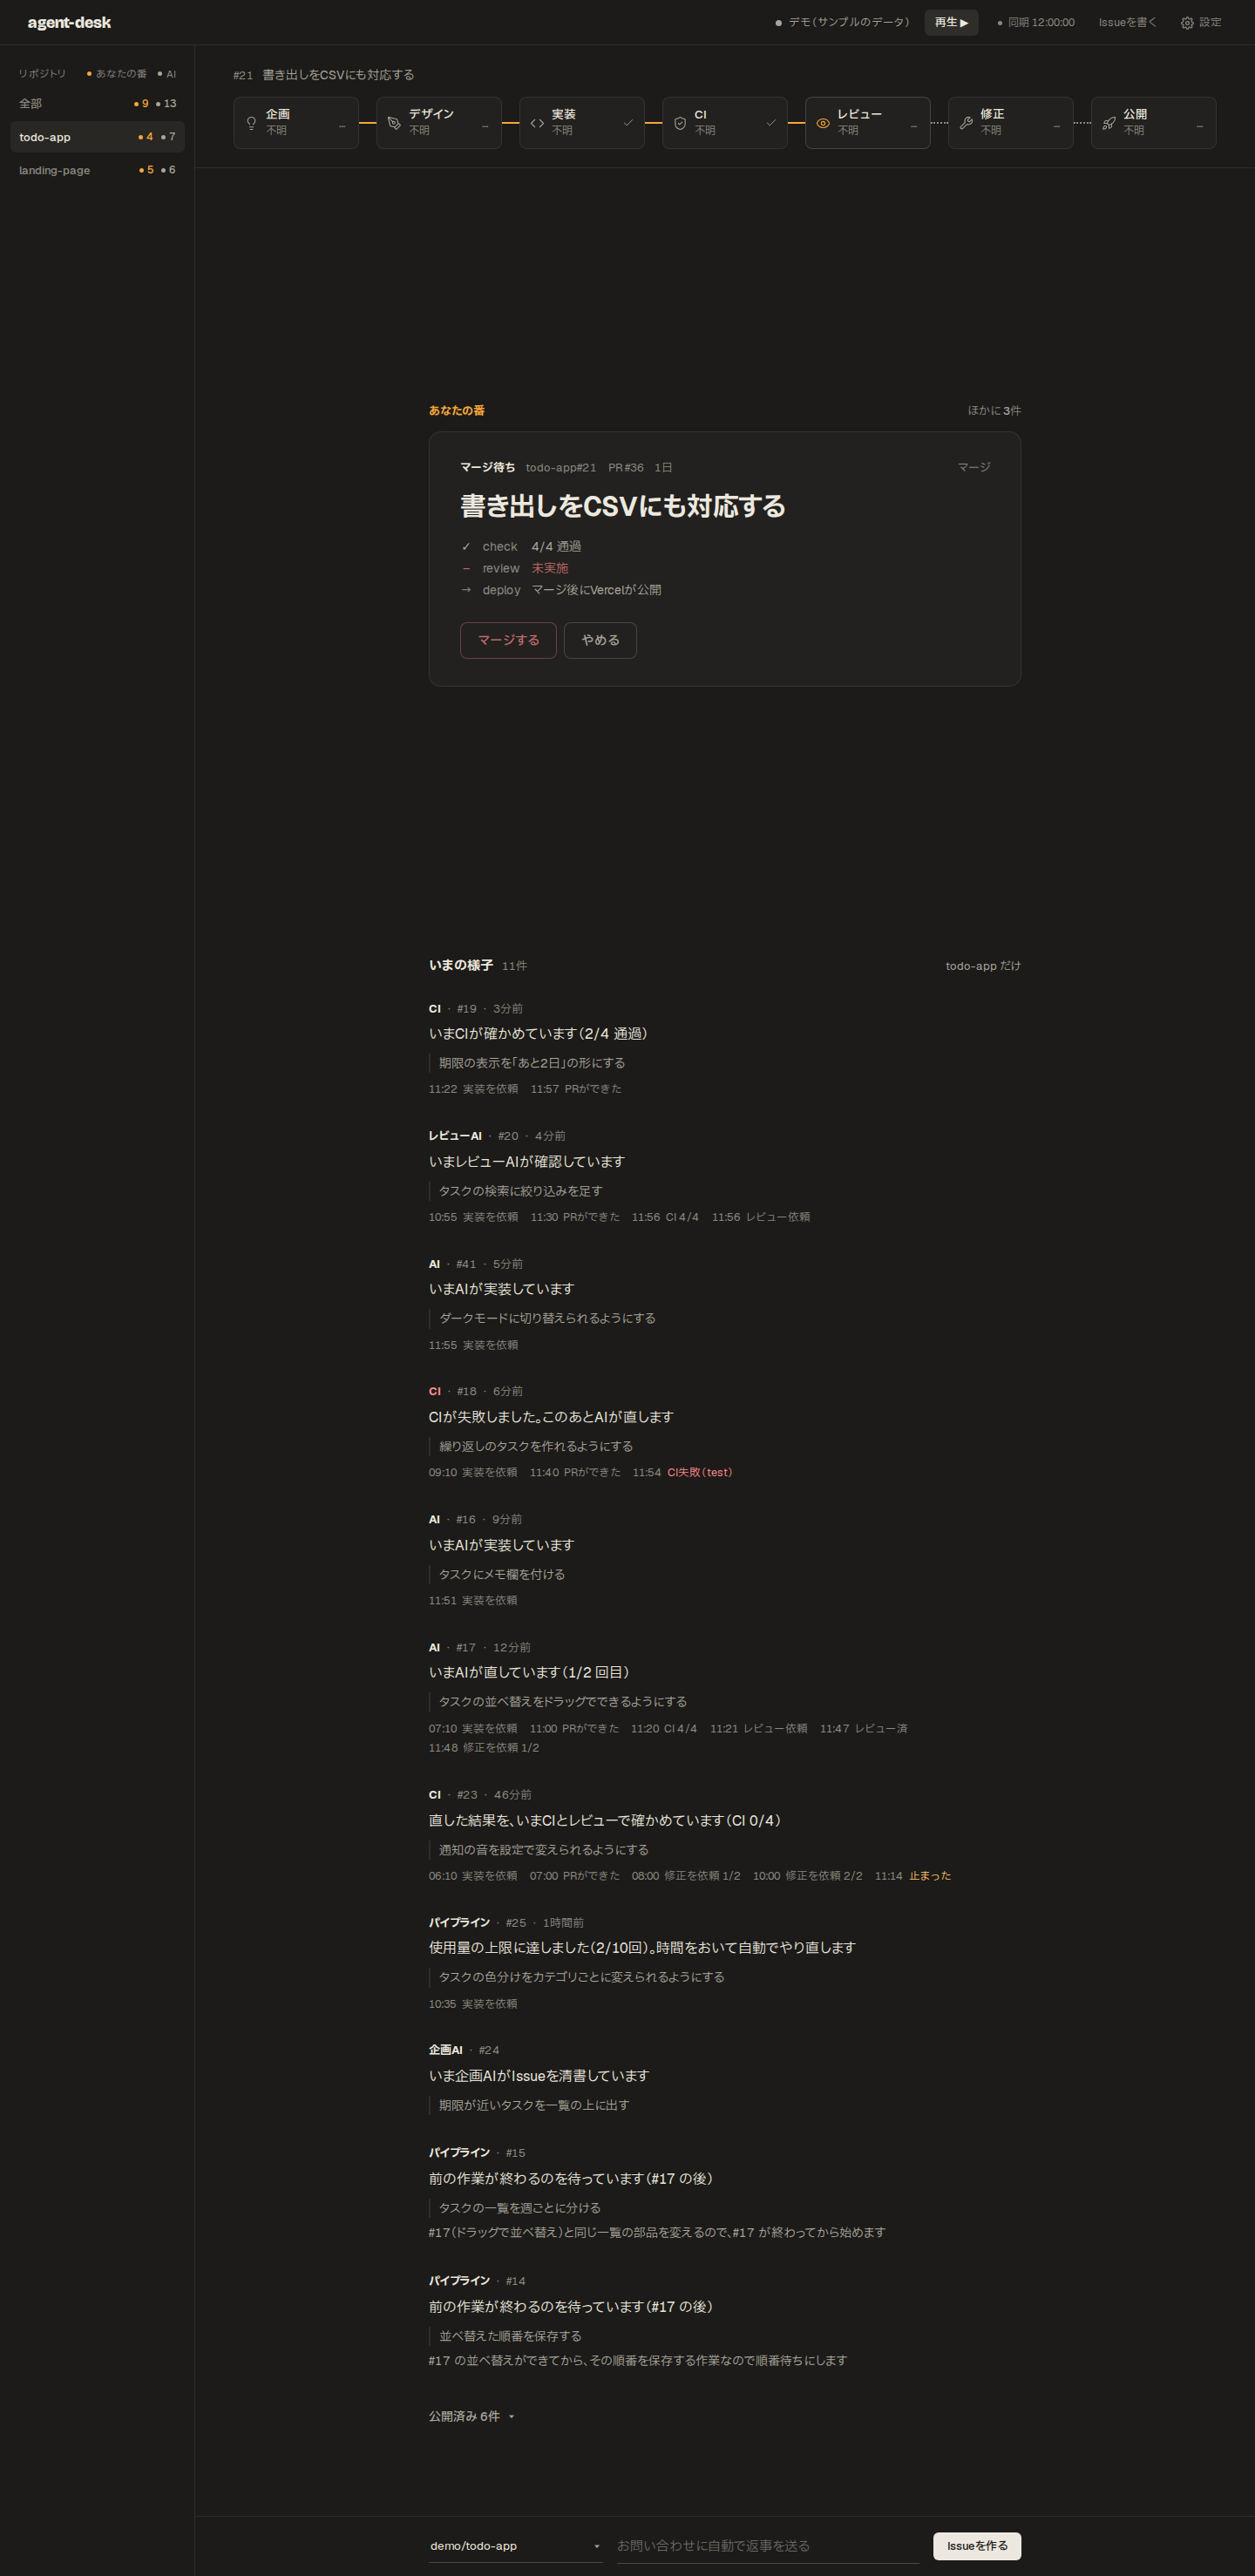 agent-desk
デモ（サンプルのデータ） 再生 ▶ 同期 12:00:00 Issueを書く 設定
リポジトリ あなたの番 AI
全部 9 13
todo-app 4 7
landing-page 5 6
#21 書き出しをCSVにも対応する
企画 不明 –
デザイン 不明 –
実装 不明 ✓
CI 不明 ✓
レビュー 不明 –
修正 不明 –
公開 不明 –
あなたの番 ほかに 3件
マージ待ち todo-app#21 PR #36 1日 マージ
書き出しをCSVにも対応する
✓ check 4/4 通過
– review 未実施
→ deploy マージ後にVercelが公開
マージする やめる
いまの様子 11件 todo-app だけ
CI · #19 · 3分前
いまCIが確かめています（2/4 通過）
期限の表示を「あと2日」の形にする
11:22 実装を依頼 11:57 PRができた
レビューAI · #20 · 4分前
いまレビューAIが確認しています
タスクの検索に絞り込みを足す
10:55 実装を依頼 11:30 PRができた 11:56 CI 4/4 11:56 レビュー依頼
AI · #41 · 5分前
いまAIが実装しています
ダークモードに切り替えられるようにする
11:55 実装を依頼
CI · #18 · 6分前
CIが失敗しました。このあとAIが直します
繰り返しのタスクを作れるようにする
09:10 実装を依頼 11:40 PRができた 11:54 CI失敗（test）
AI · #16 · 9分前
いまAIが実装しています
タスクにメモ欄を付ける
11:51 実装を依頼
AI · #17 · 12分前
いまAIが直しています（1/2 回目）
タスクの並べ替えをドラッグでできるようにする
07:10 実装を依頼 11:00 PRができた 11:20 CI 4/4 11:21 レビュー依頼 11:47 レビュー済
11:48 修正を依頼 1/2
CI · #23 · 46分前
直した結果を、いまCIとレビューで確かめています（CI 0/4）
通知の音を設定で変えられるようにする
06:10 実装を依頼 07:00 PRができた 08:00 修正を依頼 1/2 10:00 修正を依頼 2/2 11:14 止まった
パイプライン · #25 · 1時間前
使用量の上限に達しました（2/10回）。時間をおいて自動でやり直します
タスクの色分けをカテゴリごとに変えられるようにする
10:35 実装を依頼
企画AI · #24
いま企画AIがIssueを清書しています
期限が近いタスクを一覧の上に出す
パイプライン · #15
前の作業が終わるのを待っています（#17 の後）
タスクの一覧を週ごとに分ける
#17（ドラッグで並べ替え）と同じ一覧の部品を変えるので、#17 が終わってから始めます
パイプライン · #14
前の作業が終わるのを待っています（#17 の後）
並べ替えた順番を保存する
#17 の並べ替えができてから、その順番を保存する作業なので順番待ちにします
公開済み 6件
demo/todo-app お問い合わせに自動で返事を送る Issueを作る